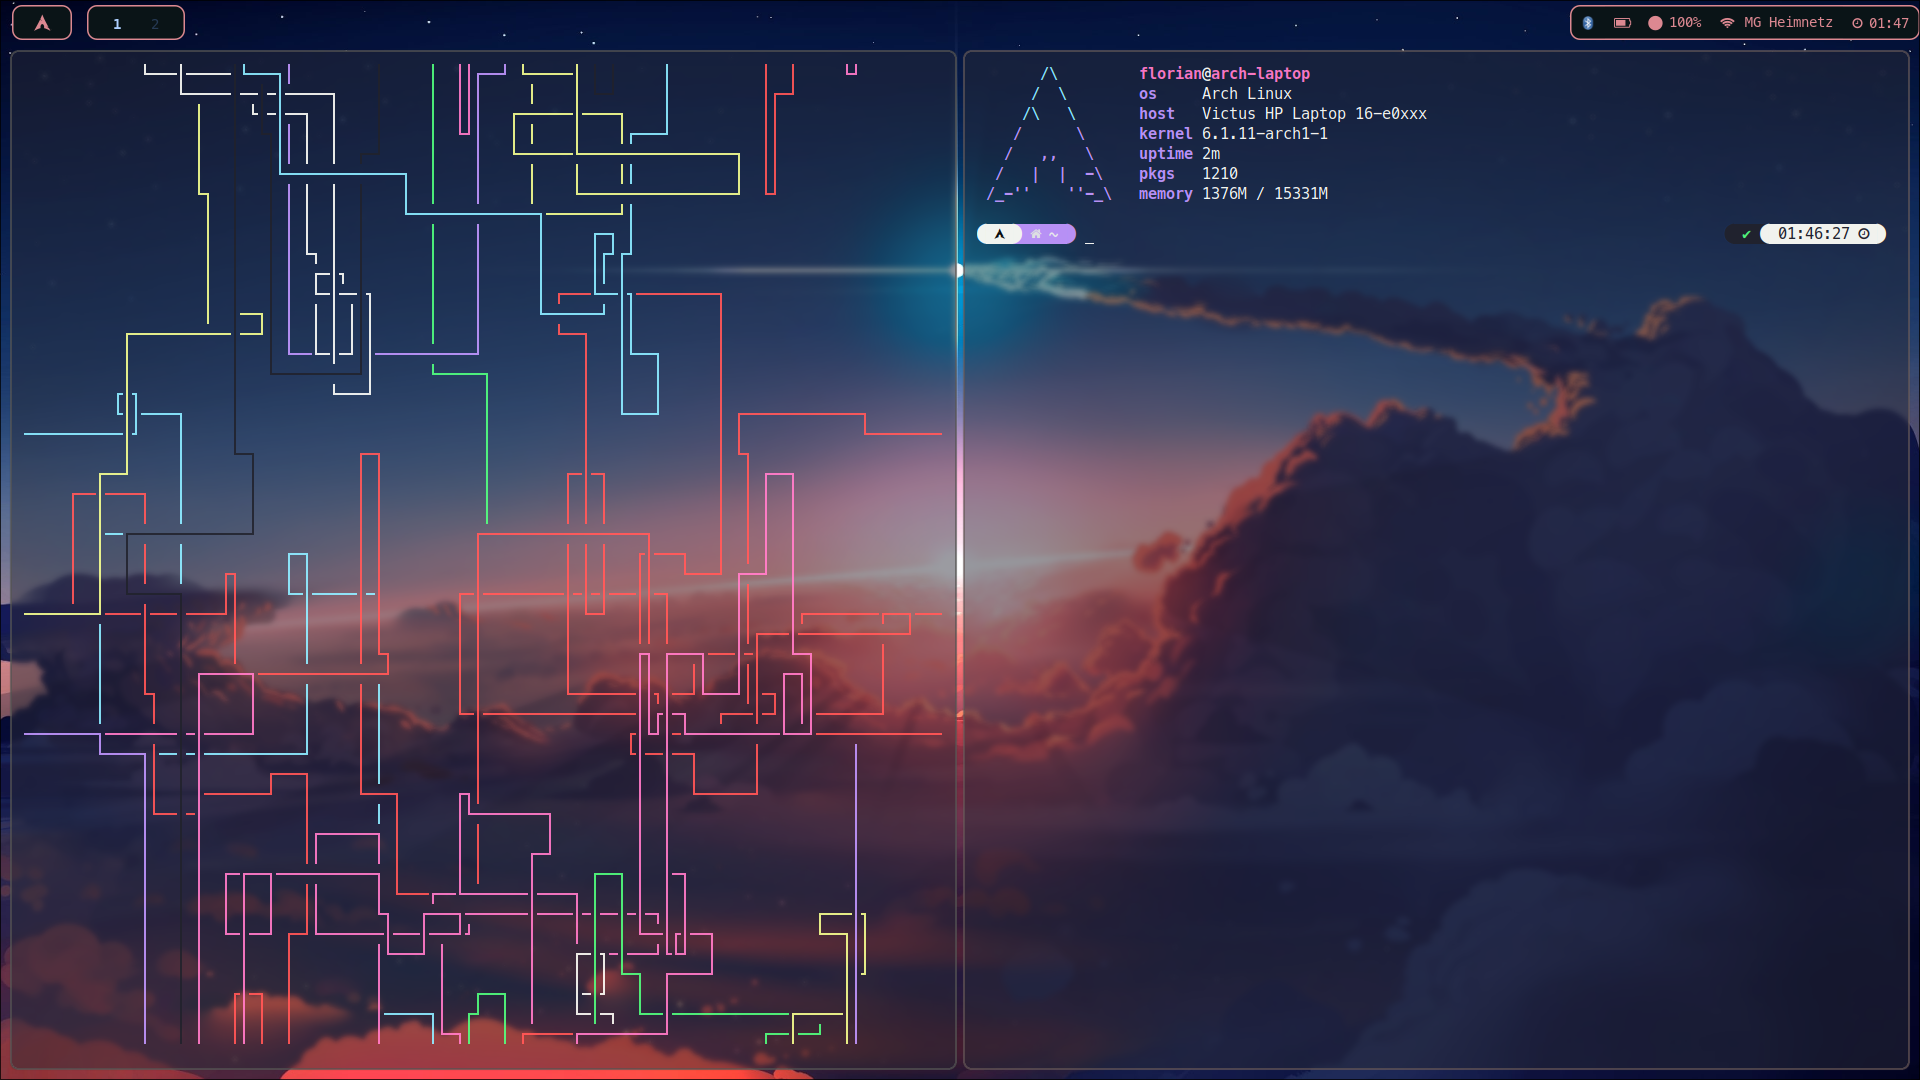 1 2
100% MG Heimnetz 01:47
florian@arch-laptop
os Arch Linux
host Victus HP Laptop 16-e0xxx
kernel 6.1.11-arch1-1
uptime 2m
pkgs 1210
memory 1376M / 15331M
~ _ ✔ 01:46:27